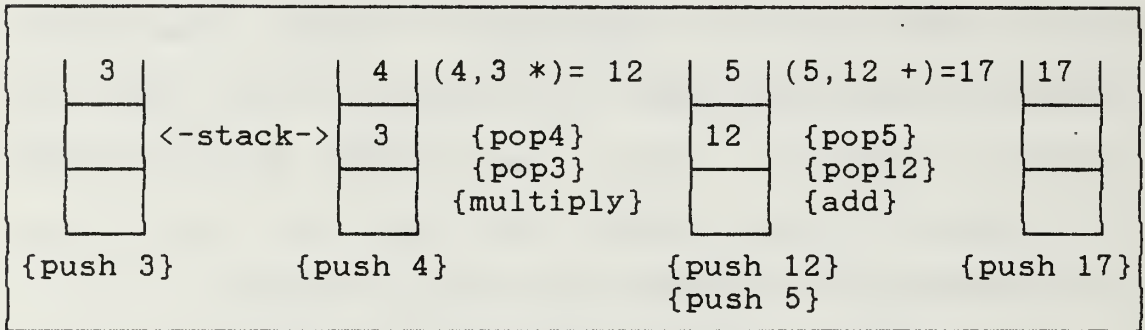 3 4 (4,3 *)= 12 5 (5,12 +)=17 17
<-stack-> 3 {pop4} 12 {pop5}
{pop3} {pop12}
{multiply} {add}
{push 3} {push 4} {push 12} {push 17}
{push 5}